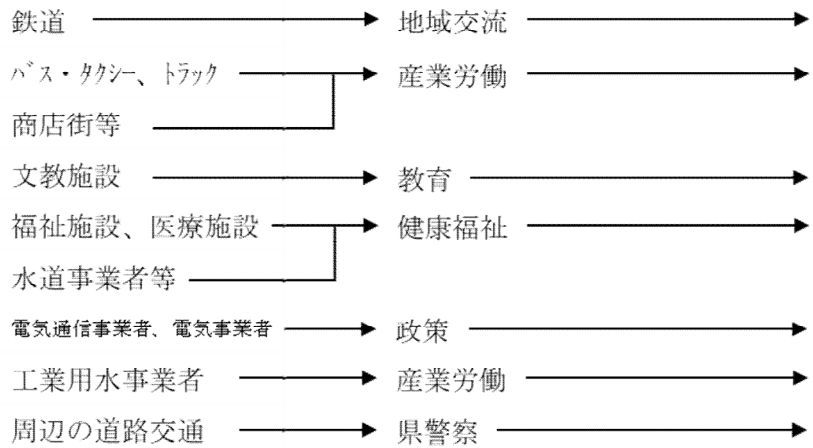 鉄道 地域交流
ﾊﾞｽ・ﾀｸｼｰ、ﾄﾗｯｸ 産業労働
商店街等
文教施設 教育
福祉施設、医療施設 健康福祉
水道事業者等
電気通信事業者、電気事業者 政策
工業用水事業者 産業労働
周辺の道路交通 県警察